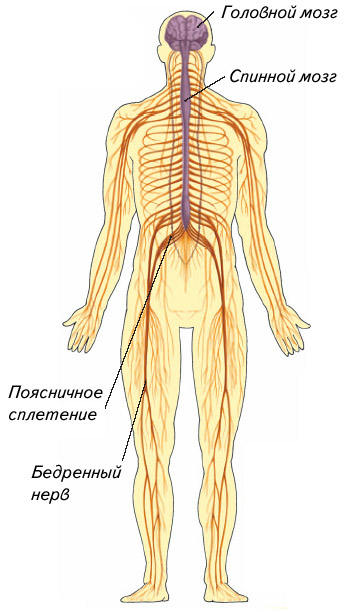 Головной мозг
Спинной мозг
Поясничное
сплетение
Бедренный
нерв